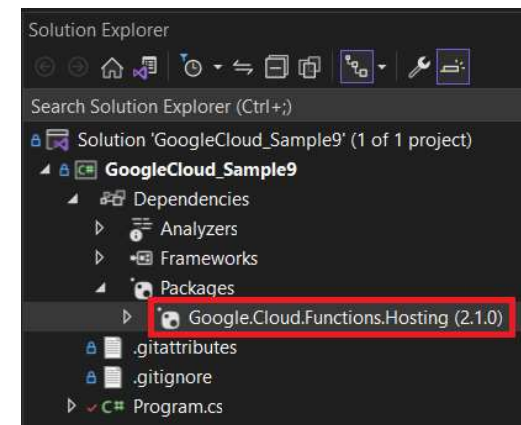 Solution Explorer
Search Solution Explorer (Ctrl+;)
Solution 'GoogleCloud_Sample9' (1 of 1 project)
C# GoogleCloud_Sample9
Dependencies
Analyzers
Frameworks
Packages
Google.Cloud.Functions.Hosting (2.1.0)
.gitattributes
.gitignore
C# Program.cs